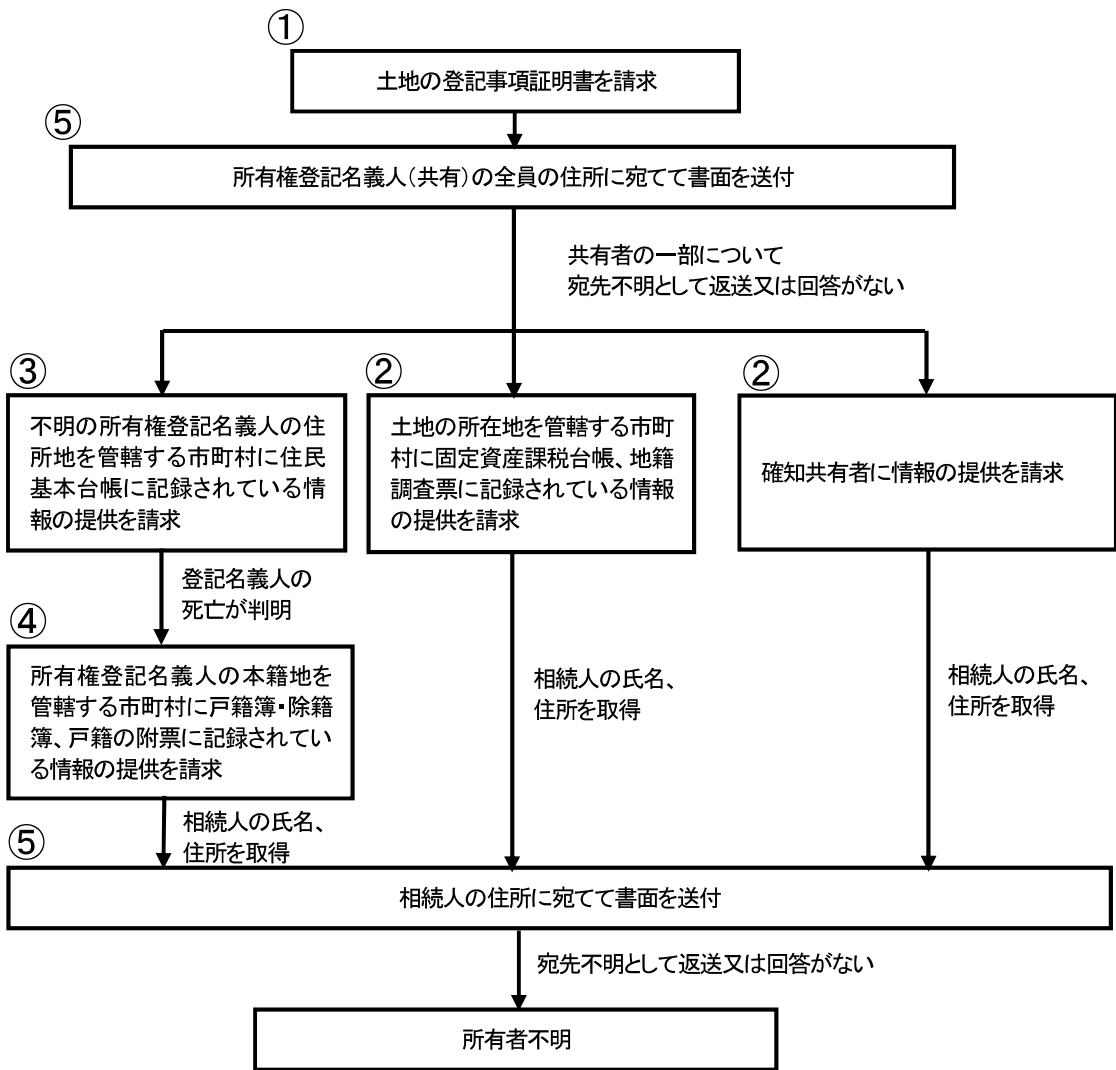 ①
土地の登記事項証明書を請求
⑤
所有権登記名義人(共有)の全員の住所に宛てて書面を送付
共有者の一部について
宛先不明として返送又は回答がない
③
不明の所有権登記名義人の住
所地を管轄する市町村に住民
基本台帳に記録されている情
報の提供を請求
②
土地の所在地を管轄する市町
村に固定資産課税台帳、地籍
調査票に記録されている情報
の提供を請求
②
確知共有者に情報の提供を請求
登記名義人の
死亡が判明
④
所有権登記名義人の本籍地を
管轄する市町村に戸籍簿・除籍
簿、戸籍の附票に記録されてい
る情報の提供を請求
相続人の氏名、
住所を取得
相続人の氏名、
住所を取得
相続人の氏名、
住所を取得
⑤
相続人の住所に宛てて書面を送付
宛先不明として返送又は回答がない
所有者不明